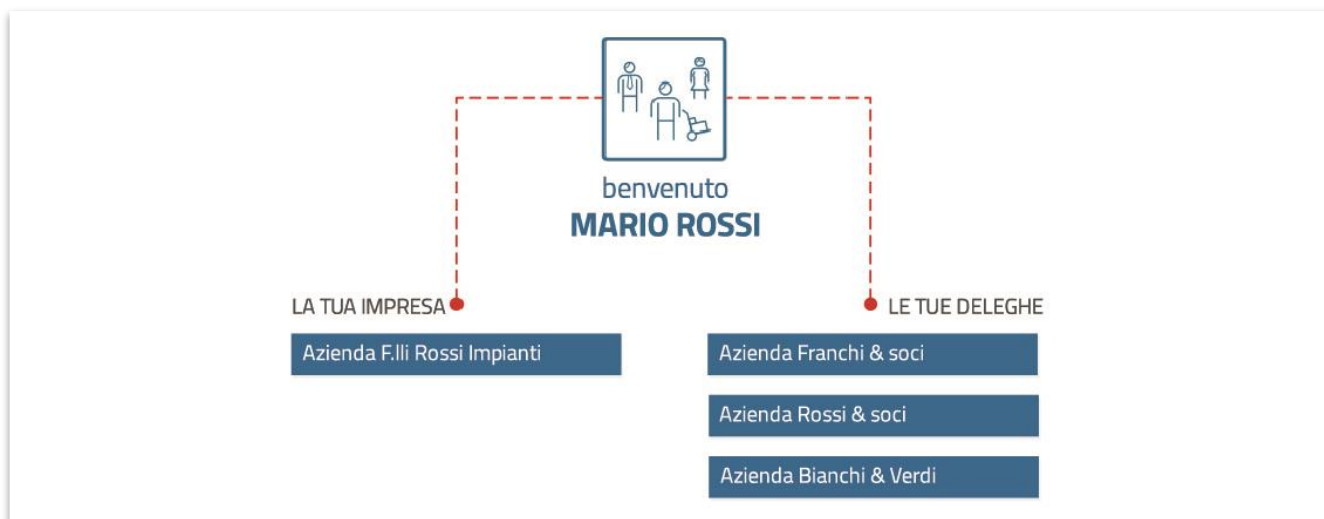 benvenuto
MARIO ROSSI
LA TUA IMPRESA
Azienda F.lli Rossi Impianti
LE TUE DELEGHE
Azienda Franchi & soci
Azienda Rossi & soci
Azienda Bianchi & Verdi